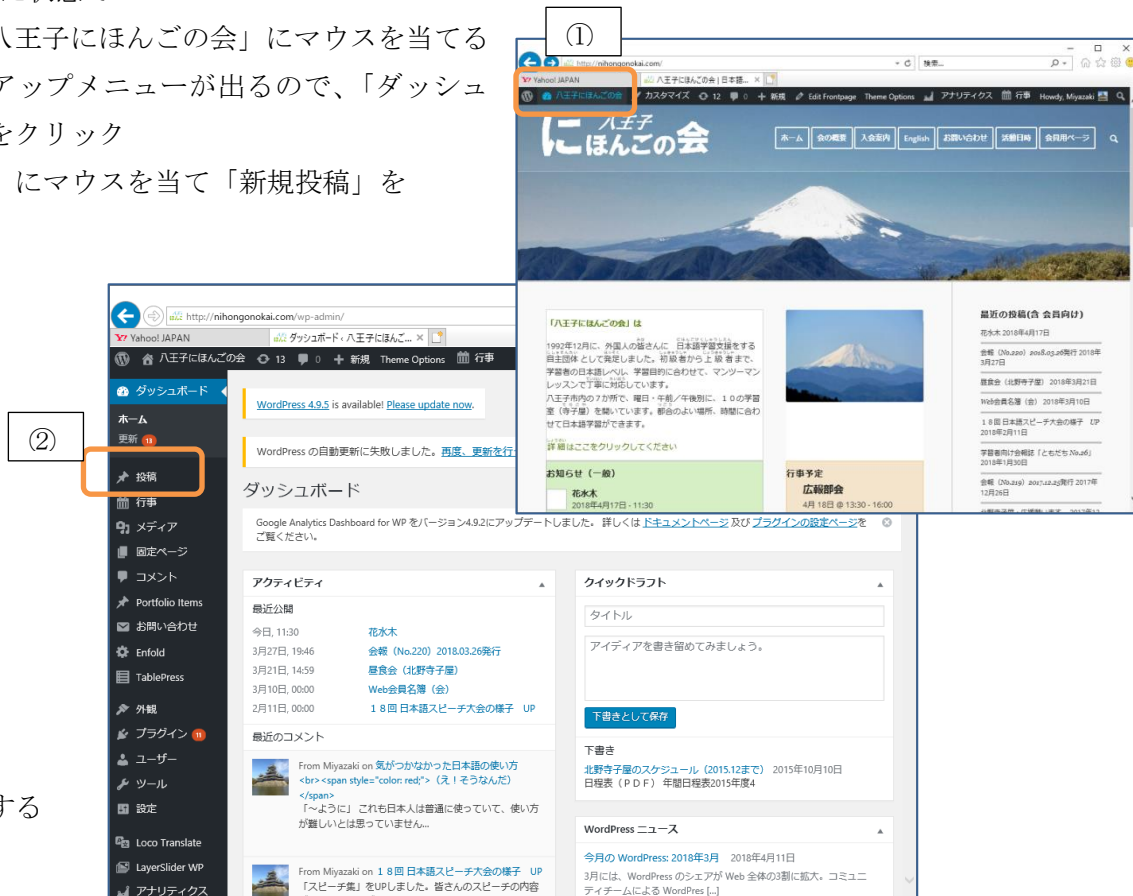 八王子にほんごの会」にマウスを当てる
アップメニューが出るので、「ダッシュ
をクリック
」にマウスを当て「新規投稿」を
する
①
http://nihongonokai.com/
検索...
Yahoo! JAPAN
八王子にほんごの会 | 日本語...
八王子にほんごの会 カスタマイズ 12 0 + 新規 Edit Frontpage Theme Options アナリティクス 行事 Howdy, Miyazaki
八王子
にほんごの会
ホーム 会の概要 入会案内 English お問い合わせ 活動日時 会員用ページ
「八王子にほんごの会」は
1992年12月に、外国人の皆さんに 日本語学習支援をする
自主団体 として発足しました。初級者から上級者まで、
学習者の日本語レベル、学習目的に合わせて、マンツーマン
レッスンで丁寧に対応しています。
八王子市内の7か所で、曜日・午前／午後別に、１０の学習
室（寺子屋）を開いています。都合のよい場所、時間に合わ
せて日本語学習ができます。
詳細はここをクリックしてください
お知らせ（一般）
花水木
2018年4月17日 - 11:30
行事予定
広報部会
4月 18日 @ 13:30 - 16:00
最近の投稿(含 会員向け)
花水木 2018年4月17日
会報（No.220）2018.03.26発行 2018年
3月27日
昼食会（北野寺子屋） 2018年3月21日
Web会員名簿（会） 2018年3月10日
１８回 日本語スピーチ大会の様子 UP
2018年2月11日
学習者向け会報誌「ともだち No.26」
2018年1月30日
会報（No.219）2017.12.25発行 2017年
12月26日
②
http://nihongonokai.com/wp-admin/
Yahoo! JAPAN
ダッシュボード ‹ 八王子にほんご...
八王子にほんごの会 13 0 + 新規 Theme Options 行事
ダッシュボード
ホーム
更新 13
投稿
行事
メディア
固定ページ
コメント
Portfolio Items
お問い合わせ
Enfold
TablePress
外観
プラグイン 11
ユーザー
ツール
設定
Loco Translate
LayerSlider WP
アナリティクス
WordPress 4.9.5 is available! Please update now.
WordPress の自動更新に失敗しました。再度、更新を行
ダッシュボード
Google Analytics Dashboard for WP をバージョン4.9.2にアップデートしました。 詳しくは ドキュメントページ 及び プラグインの設定ページを
ご覧ください。
アクティビティ
最近公開
今日, 11:30 花水木
3月27日, 19:46 会報（No.220）2018.03.26発行
3月21日, 14:59 昼食会（北野寺子屋）
3月10日, 00:00 Web会員名簿（会）
2月11日, 00:00 １８回 日本語スピーチ大会の様子 UP
最近のコメント
From Miyazaki on 気がつかなかった日本語の使い方
<br><span style="color: red;">（え！そうなんだ）
</span>
「～ように」 これも日本人は普通に使っていて、使い方
が難しいとは思っていません...
From Miyazaki on １８回 日本語スピーチ大会の様子 UP
「スピーチ集」をUPしました。皆さんのスピーチの内容
クイックドラフト
タイトル
アイディアを書き留めてみましょう。
下書きとして保存
下書き
北野寺子屋のスケジュール（2015.12まで） 2015年10月10日
日程表（ＰＤＦ） 年間日程表2015年度4
WordPress ニュース
今月の WordPress: 2018年3月 2018年4月11日
3月には、WordPress のシェアが Web 全体の3割に拡大。コミュニ
ティチームによる WordPres [...]